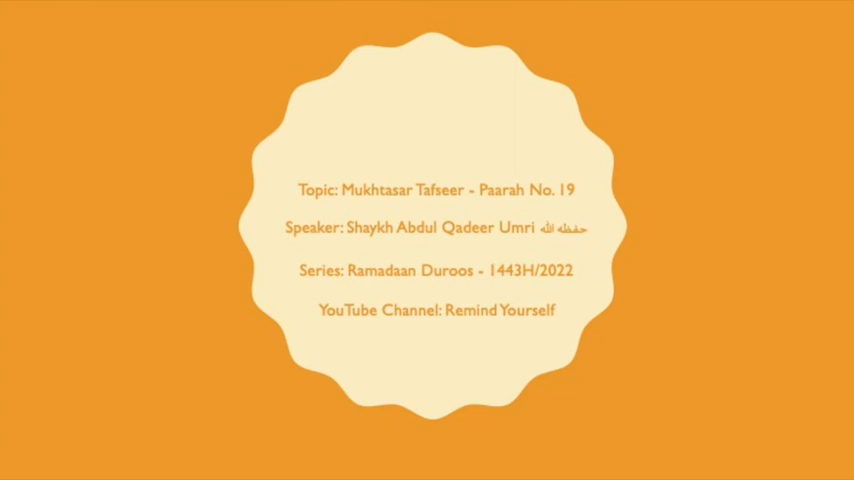 Topic: Mukhtasar Tafseer - Paarah No. 19
Speaker: Shaykh Abdul Qadeer Umri حفظه الله
Series: Ramadaan Duroos - 1443H/2022
YouTube Channel: Remind Yourself